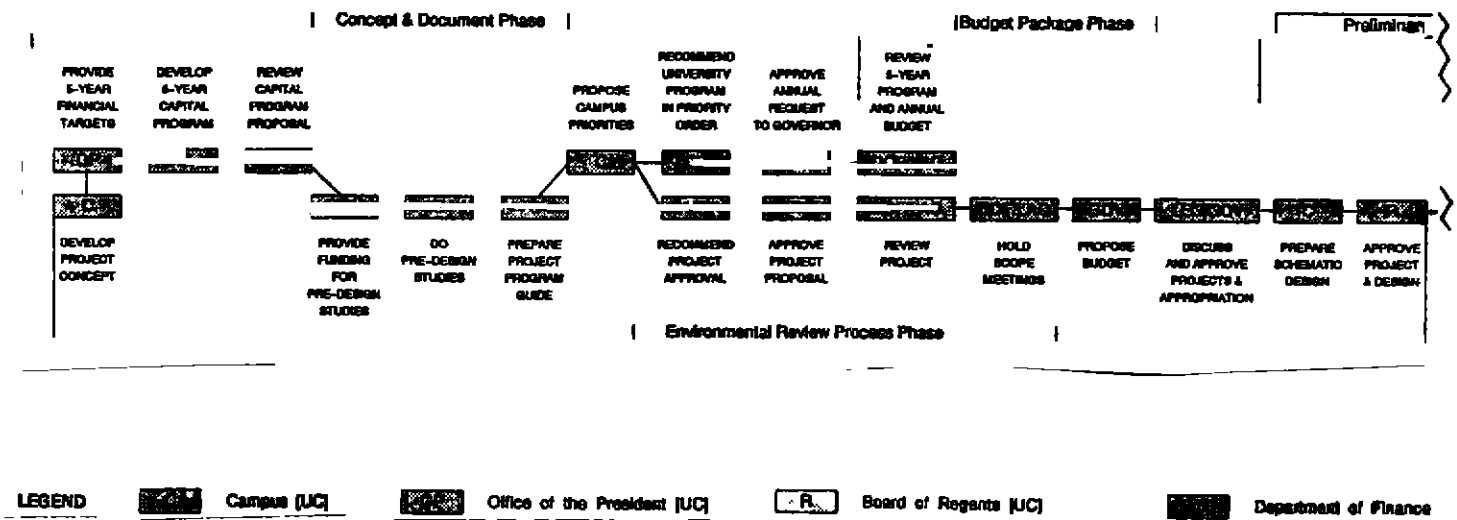 Concept & Document Phase
Budget Package Phase
Preliminary
PROVIDE
5-YEAR
FINANCIAL
TARGETS
DEVELOP
5-YEAR
CAPITAL
PROGRAM
REVIEW
CAPITAL
PROGRAM
PROPOSAL
PROPOSE
CAMPUS
PRIORITIES
RECOMMEND
UNIVERSITY
PROGRAM
IN PRIORITY
ORDER
APPROVE
ANNUAL
REQUEST
TO GOVERNOR
REVIEW
5-YEAR
PROGRAM
AND ANNUAL
BUDGET
DEVELOP
PROJECT
CONCEPT
PROVIDE
FUNDING
FOR
PRE-DESIGN
STUDIES
DO
PRE-DESIGN
STUDIES
PREPARE
PROJECT
PROGRAM
GUIDE
RECOMMEND
PROJECT
APPROVAL
APPROVE
PROJECT
PROPOSAL
REVIEW
PROJECT
HOLD
SCOPE
MEETINGS
PROPOSE
BUDGET
DISCUSS
AND APPROVE
PROJECTS &
APPROPRIATION
PREPARE
SCHEMATIC
DESIGN
APPROVE
PROJECT
& DESIGN
Environmental Review Process Phase
LEGEND
Campus [UC]
OP
Office of the President [UC]
R
Board of Regents [UC]
Department of Finance